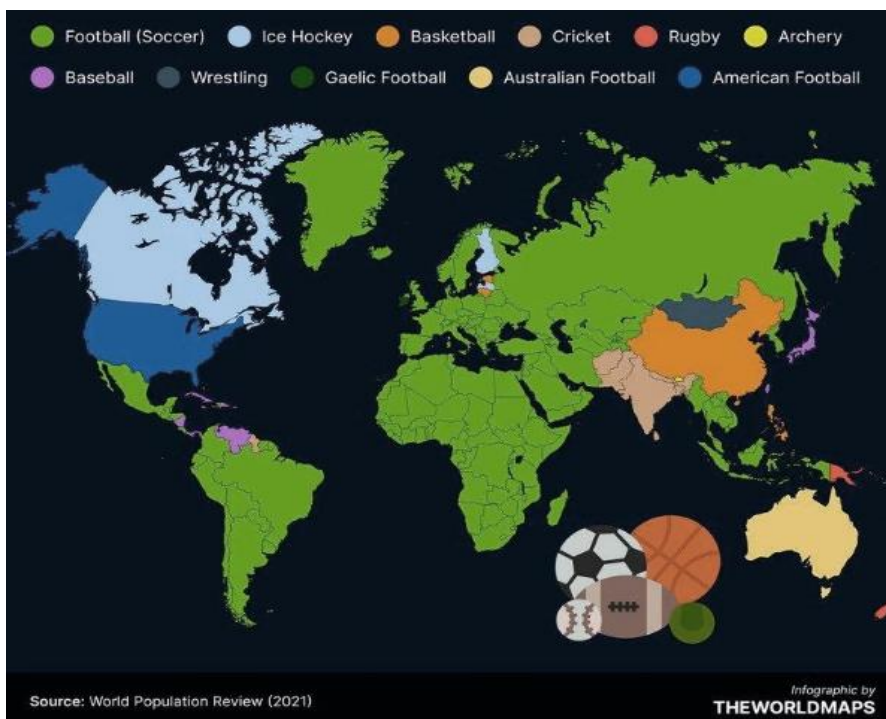 Football (Soccer) Ice Hockey Basketball Cricket Rugby Archery
Baseball Wrestling Gaelic Football Australian Football American Football
Source: World Population Review (2021)
Infographic by
THEWORLDMAPS